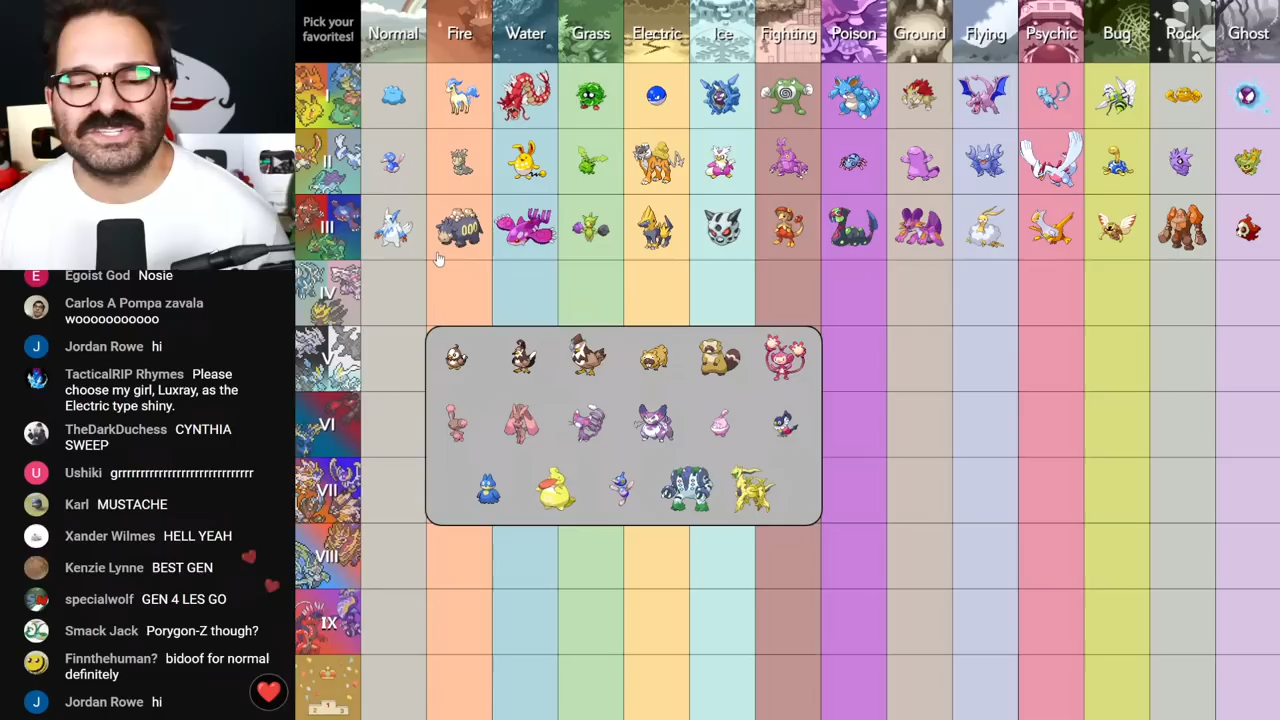 Pick your
favorites!
Normal
Fire
Water
Grass
Electric
Ice
Fighting
Poison
Ground
Flying
Psychic
Bug
Rock
Ghost
I
II
III
IV
V
VI
VII
VIII
IX
Egoist God Nosie
Carlos A Pompa zavala
wooooooooooo
Jordan Rowe hi
TacticalRIP Rhymes Please
choose my girl, Luxray, as the
Electric type shiny.
TheDarkDuchess CYNTHIA
SWEEP
Ushiki grrrrrrrrrrrrrrrrrrrrrrrrrrrrrr
Karl MUSTACHE
Xander Wilmes HELL YEAH
Kenzie Lynne BEST GEN
specialwolf GEN 4 LES GO
Smack Jack Porygon-Z though?
Finnthehuman? bidoof for normal
definitely
Jordan Rowe hi